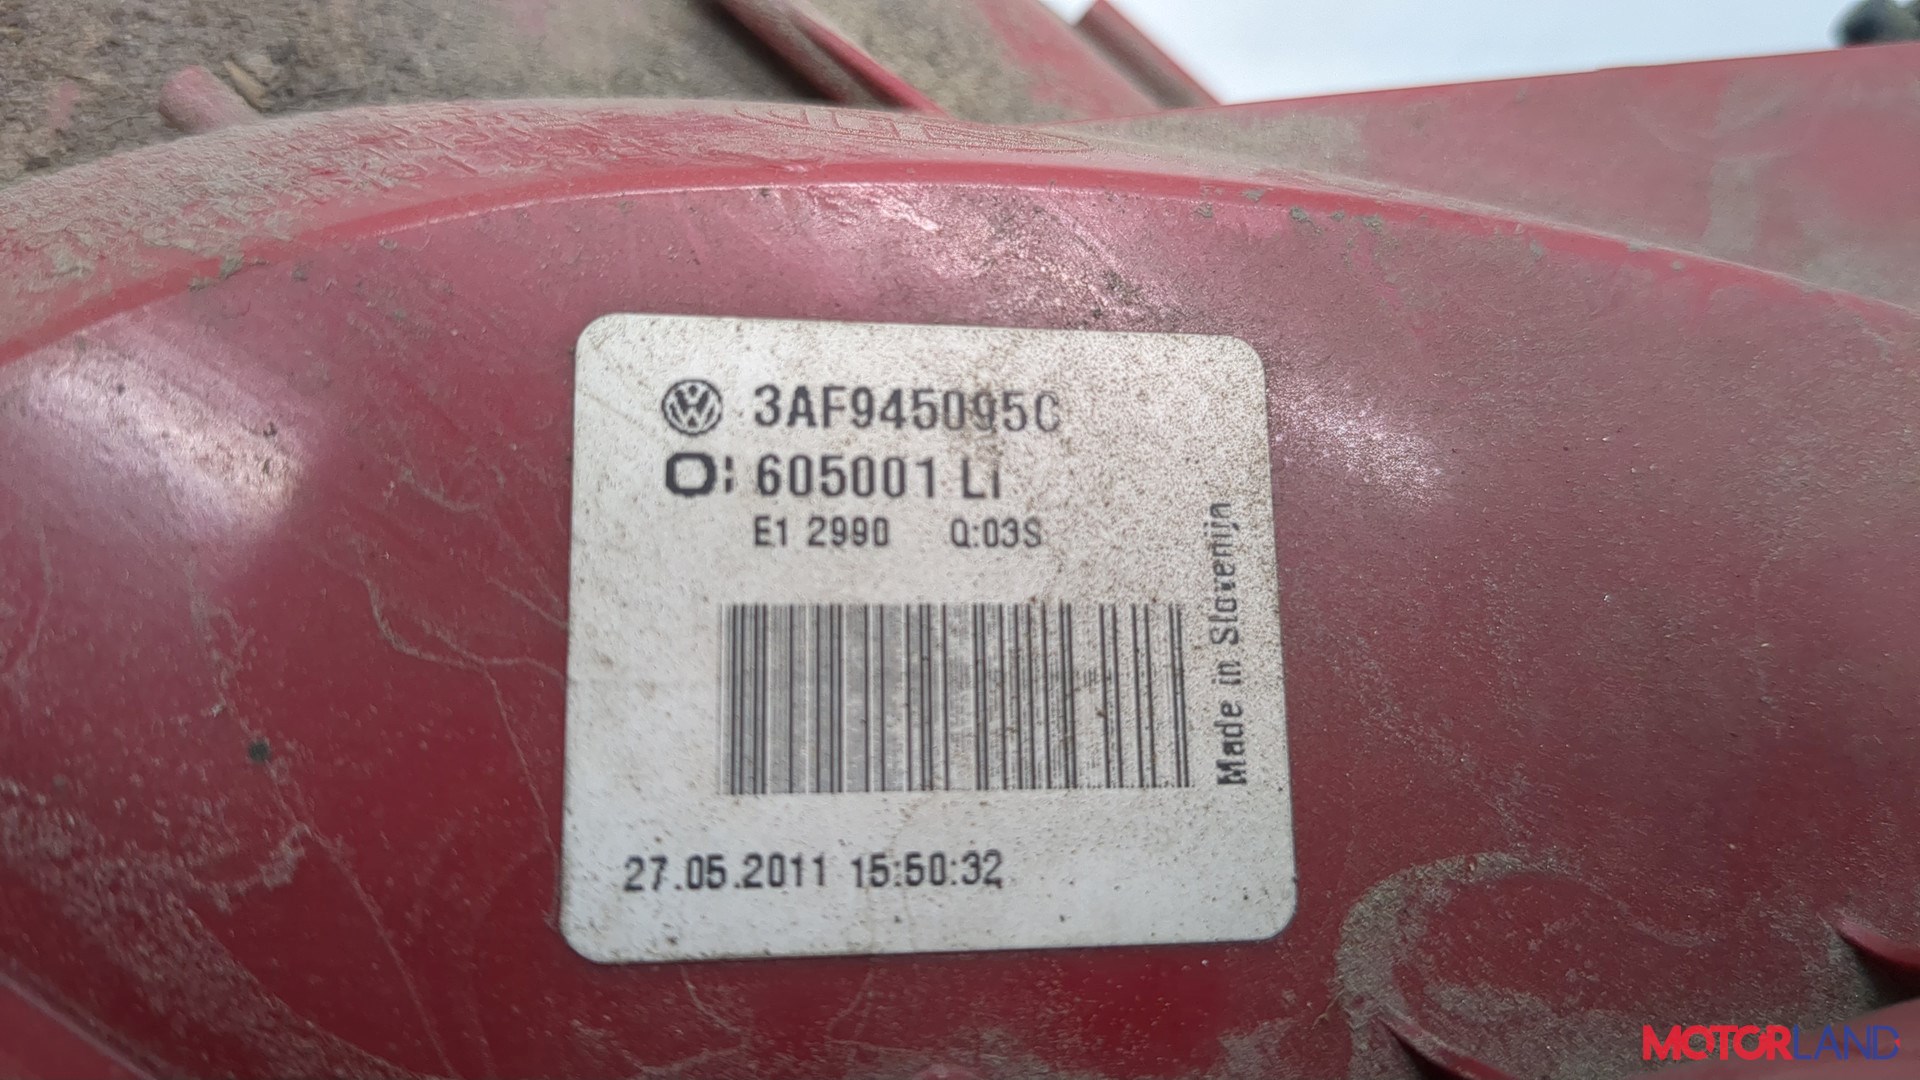 3AF945095C
O: 605001 Li
E1 2990 Q:03S
Made in Slovenija
27.05.2011 15:50:32
MOTORLAND